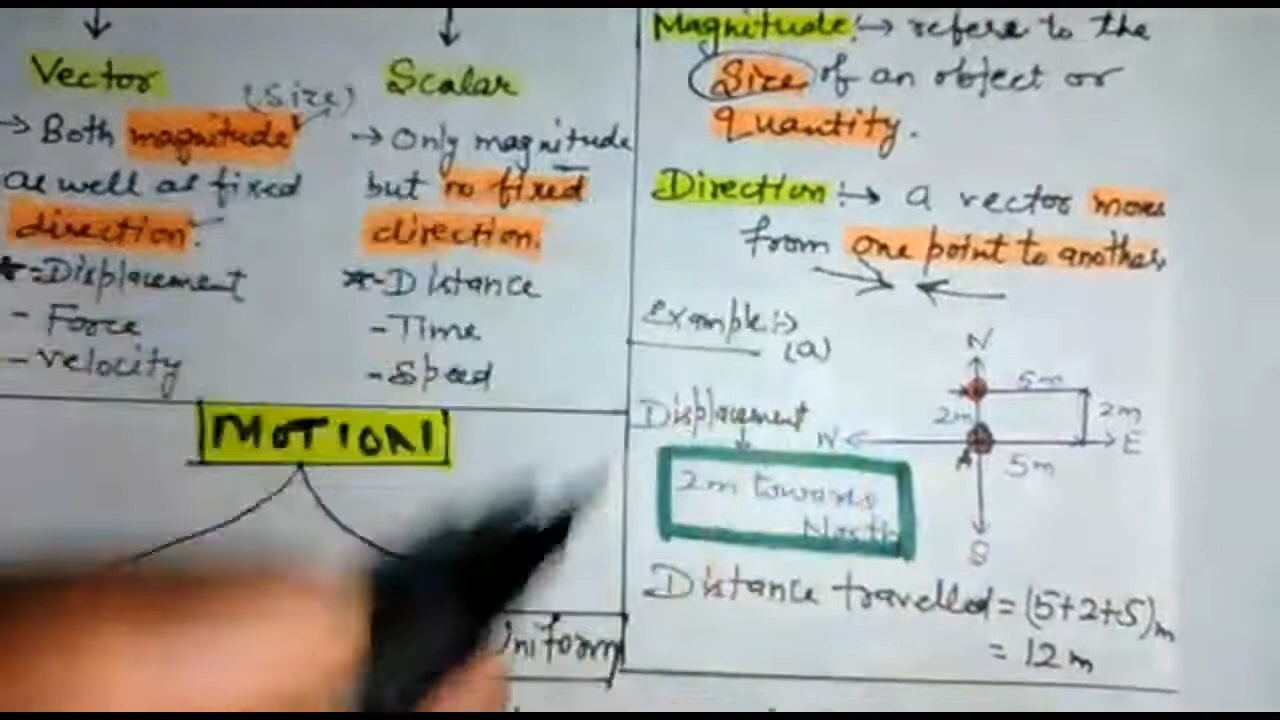 Vector
(Size)
→ Both magnitude
as well as fixed
direction.
*-Displacement
- Force
- Velocity
Scalar
→ Only magnitude
but no fixed
direction.
*-Distance
- Time
- Speed
MOTION
Uniform
Magnitude :→ refers to the
Size of an object or
quantity.
Direction :→ a vector moves
from one point to another,
Example :→
(a)
N
5m
2m
2m
W
E
A
5m
S
Displacement
2m towards
North
Distance travelled = (5+2+5)m
= 12m